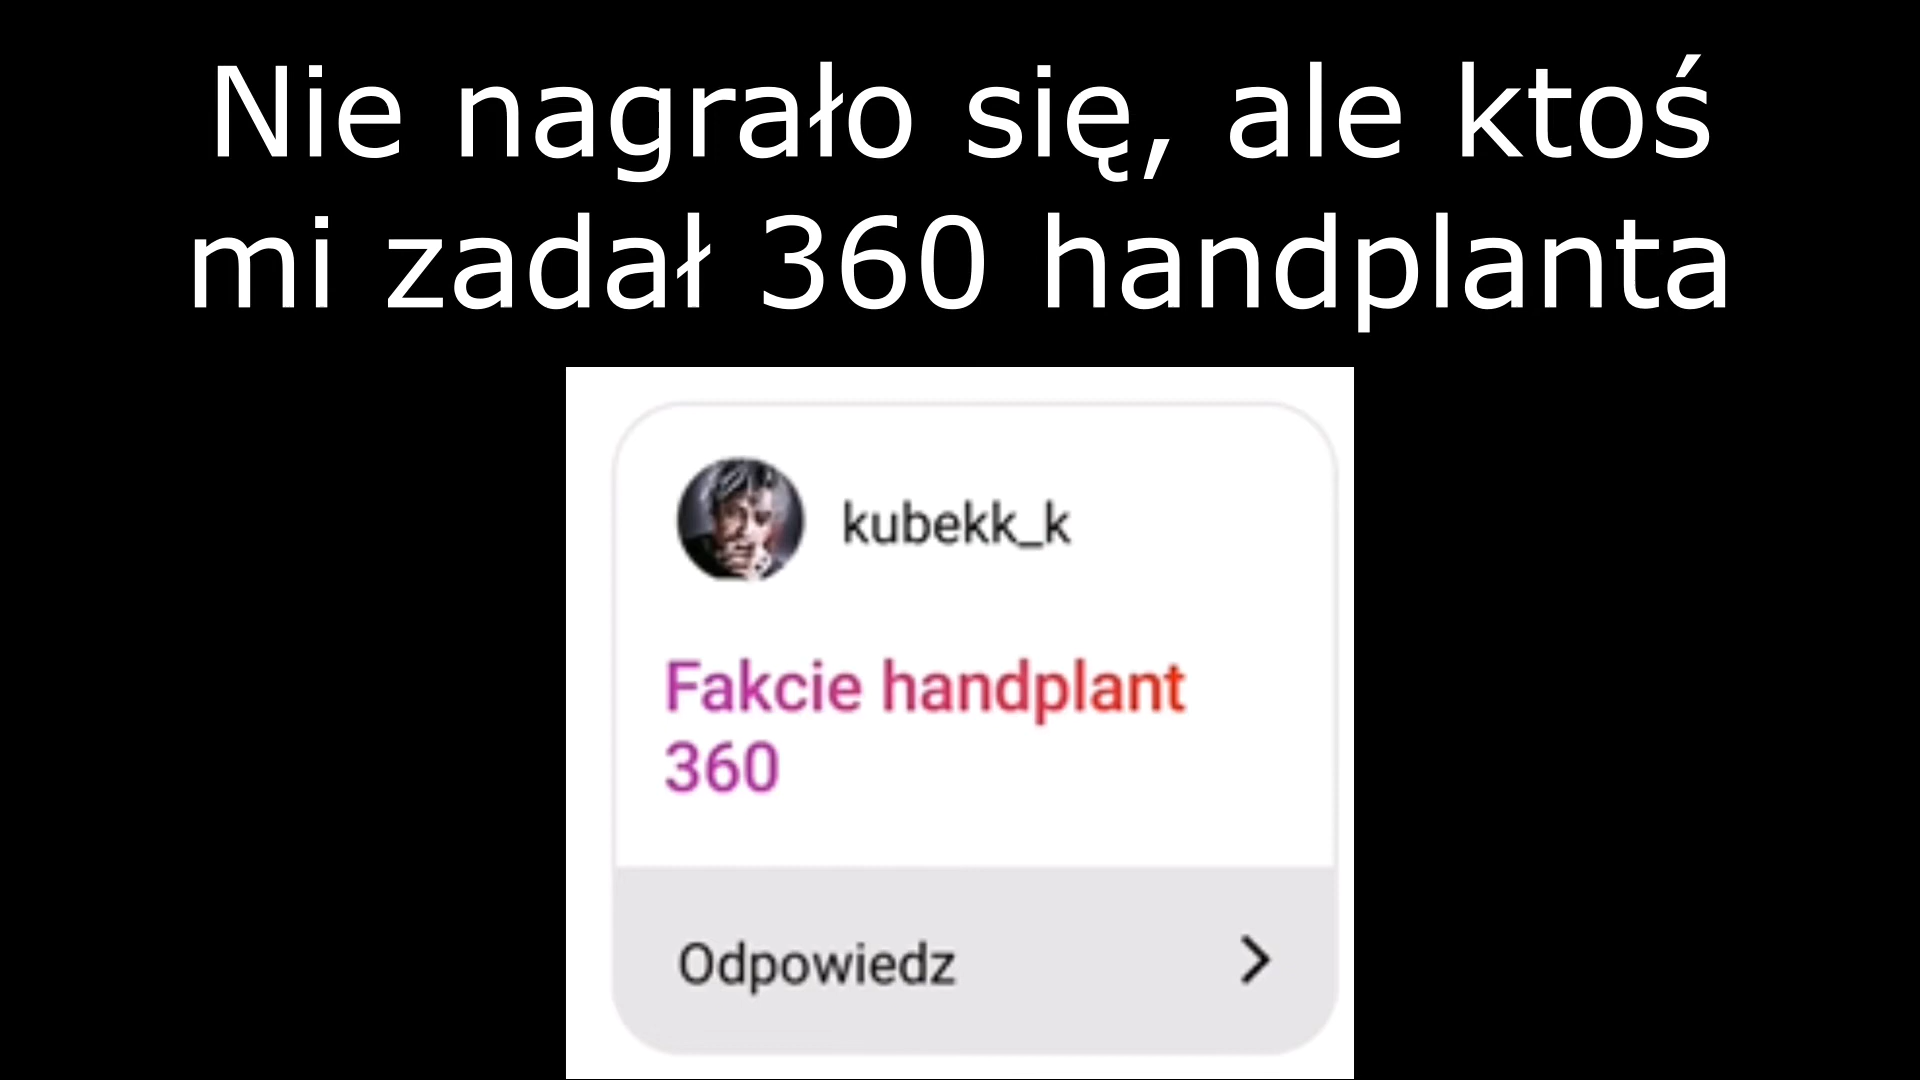 Nie nagrało się, ale ktoś
mi zadał 360 handplanta
kubekk_k
Fakcie handplant
360
Odpowiedz